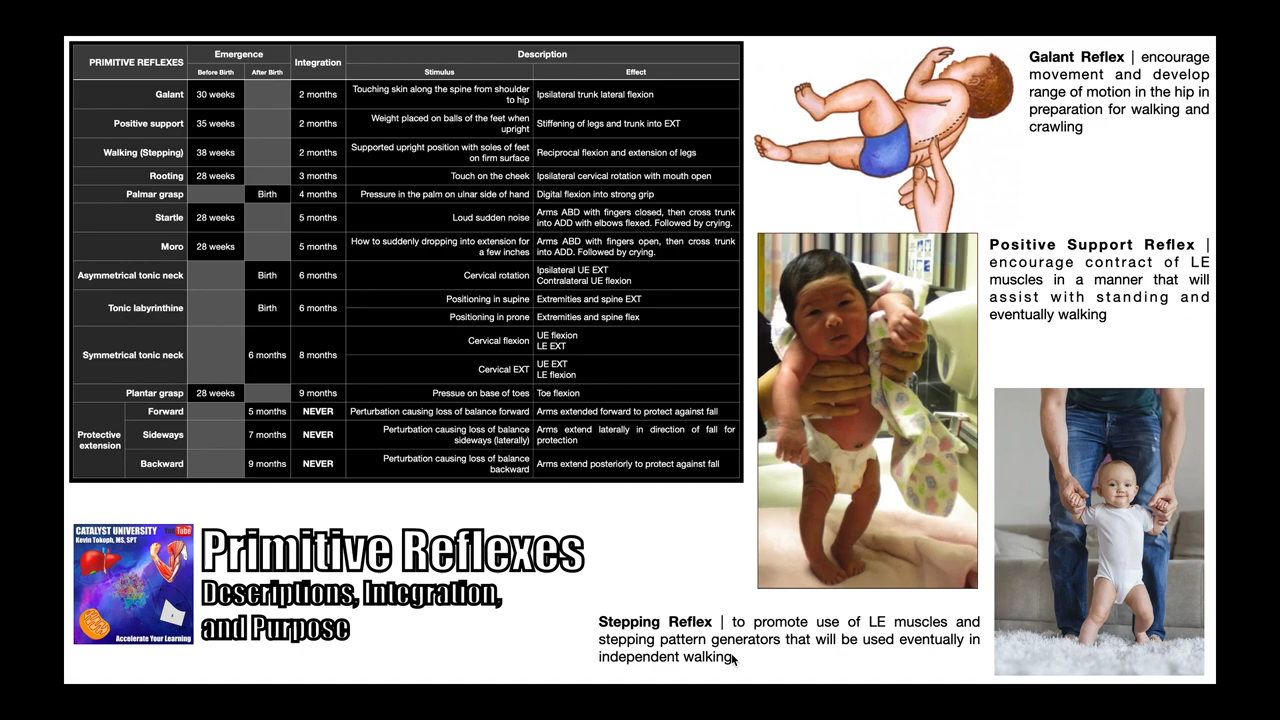 PRIMITIVE REFLEXES
Emergence
Integration
Description
Before Birth
After Birth
Stimulus
Effect
Galant
30 weeks
2 months
Touching skin along the spine from shoulder
to hip
Ipsilateral trunk lateral flexion
Positive support
35 weeks
2 months
Weight placed on balls of the feet when
upright
Stiffening of legs and trunk into EXT
Walking (Stepping)
38 weeks
2 months
Supported upright position with soles of feet
on firm surface
Reciprocal flexion and extension of legs
Rooting
28 weeks
3 months
Touch on the cheek
Ipsilateral cervical rotation with mouth open
Palmar grasp
Birth
4 months
Pressure in the palm on ulnar side of hand
Digital flexion into strong grip
Startle
28 weeks
5 months
Loud sudden noise
Arms ABD with fingers closed, then cross trunk
into ADD with elbows flexed. Followed by crying.
Moro
28 weeks
5 months
How to suddenly dropping into extension for
a few inches
Arms ABD with fingers open, then cross trunk
into ADD. Followed by crying.
Asymmetrical tonic neck
Birth
6 months
Cervical rotation
Ipsilateral UE EXT
Contralateral UE flexion
Tonic labyrinthine
Birth
6 months
Positioning in supine
Extremities and spine EXT
Positioning in prone
Extremities and spine flex
Symmetrical tonic neck
6 months
8 months
Cervical flexion
UE flexion
LE EXT
Cervical EXT
UE EXT
LE flexion
Plantar grasp
28 weeks
9 months
Pressue on base of toes
Toe flexion
Protective
extension
Forward
5 months
NEVER
Perturbation causing loss of balance forward
Arms extended forward to protect against fall
Sideways
7 months
NEVER
Perturbation causing loss of balance
sideways (laterally)
Arms extend laterally in direction of fall for
protection
Backward
9 months
NEVER
Perturbation causing loss of balance
backward
Arms extend posteriorly to protect against fall
Galant Reflex | encourage
movement and develop
range of motion in the hip in
preparation for walking and
crawling
Positive Support Reflex |
encourage contract of LE
muscles in a manner that will
assist with standing and
eventually walking
CATALYST UNIVERSITY
YouTube
Kevin Tokoph, MS, SPT
Accelerate Your Learning
Primitive Reflexes
Descriptions, Integration,
and Purpose
Stepping Reflex | to promote use of LE muscles and
stepping pattern generators that will be used eventually in
independent walking